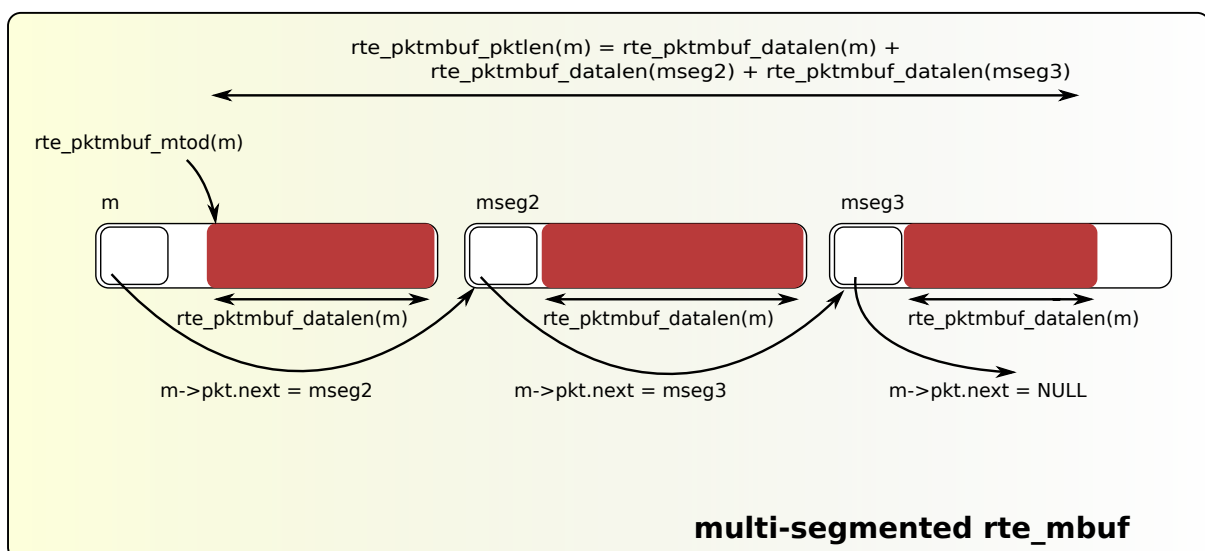 rte_pktmbuf_pktlen(m) = rte_pktmbuf_datalen(m) +
rte_pktmbuf_datalen(mseg2) + rte_pktmbuf_datalen(mseg3)
rte_pktmbuf_mtod(m)
m
mseg2
mseg3
rte_pktmbuf_datalen(m)
rte_pktmbuf_datalen(m)
rte_pktmbuf_datalen(m)
m->pkt.next = mseg2
m->pkt.next = mseg3
m->pkt.next = NULL
multi-segmented rte_mbuf